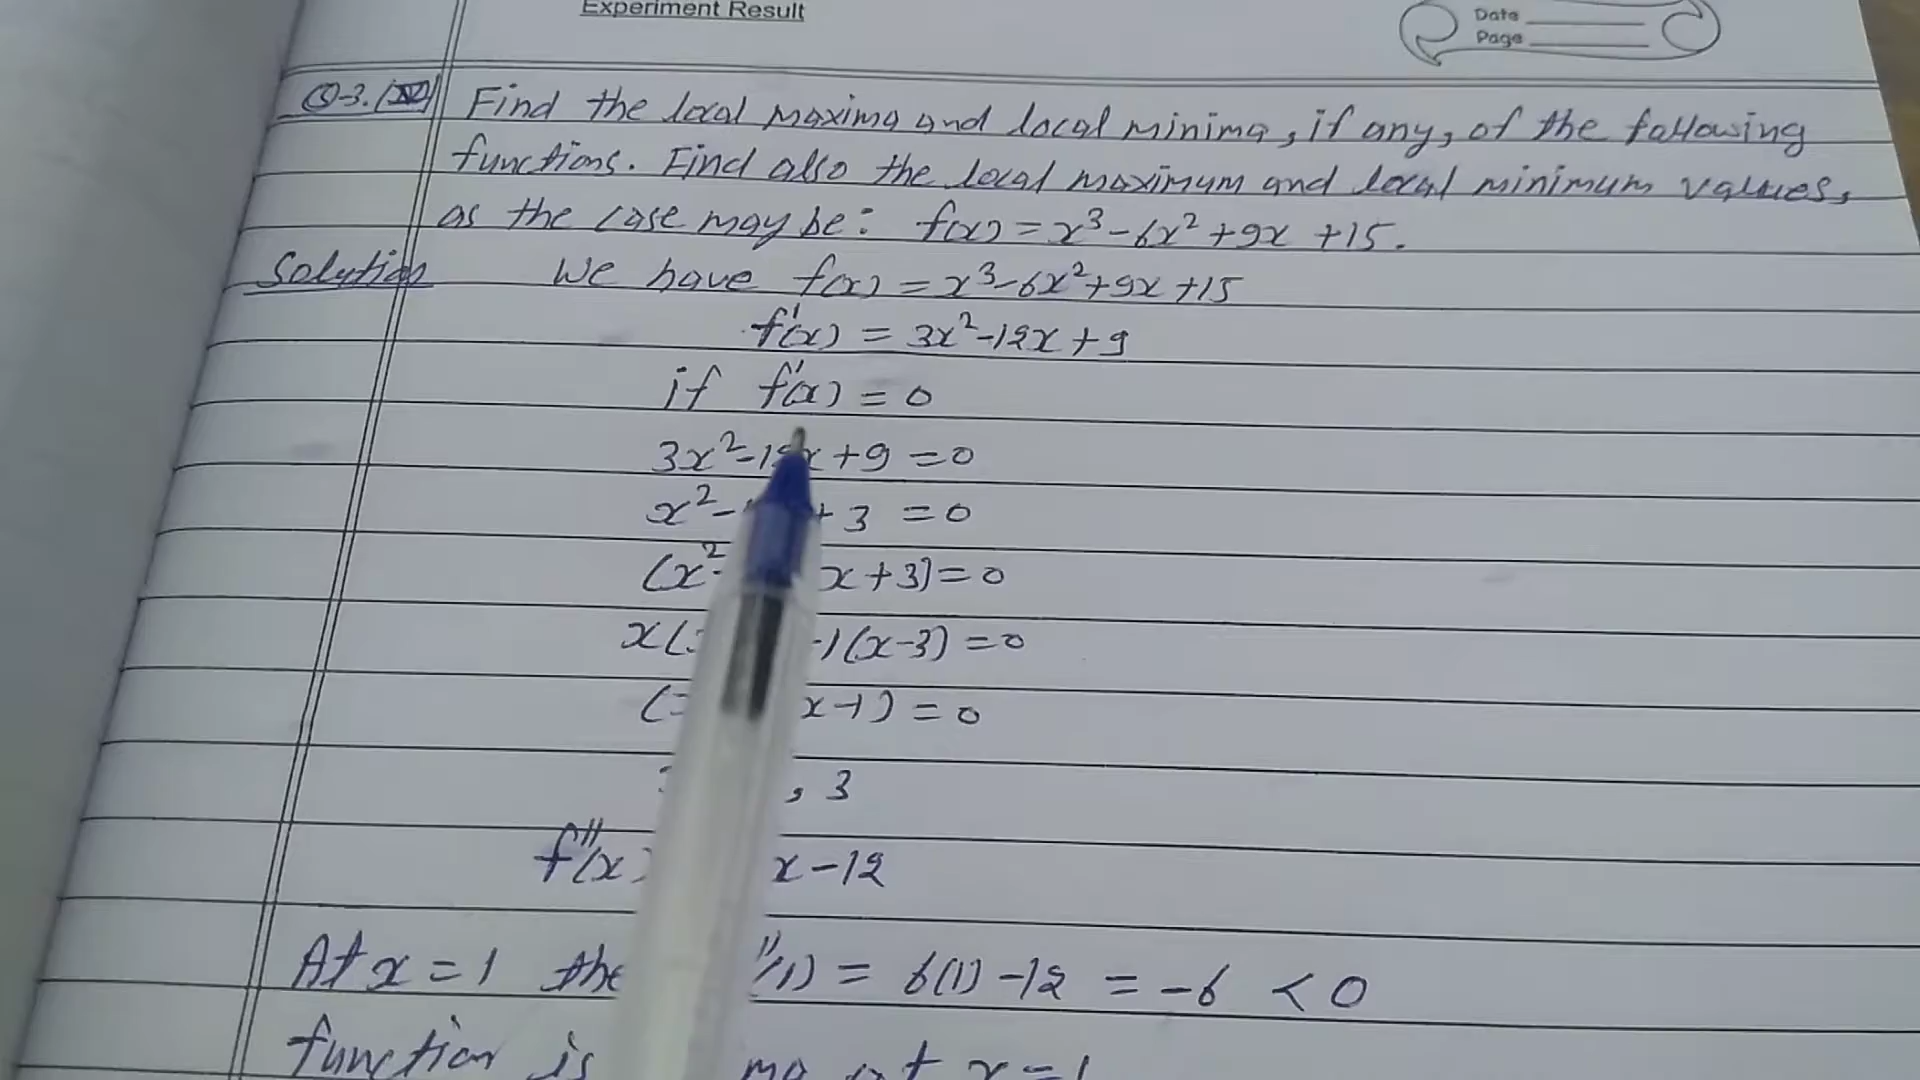 Experiment Result
Date
Page
Q-3. (IV) Find the local maxima and local minima, if any, of the following
functions. Find also the local maximum and local minimum values,
as the case may be: f(x) = x³-6x²+9x+15.
Solution We have f(x) = x³-6x²+9x+15
f'(x) = 3x²-12x+9
if f'(x) = 0
3x²-12x+9 = 0
x²- +3 = 0
(x²- x+3) = 0
x( -1(x-3) = 0
( x-1) = 0
, 3
f"(x) x-12
At x = 1 the "(1) = 6(1)-12 = -6 < 0
function is at x=1